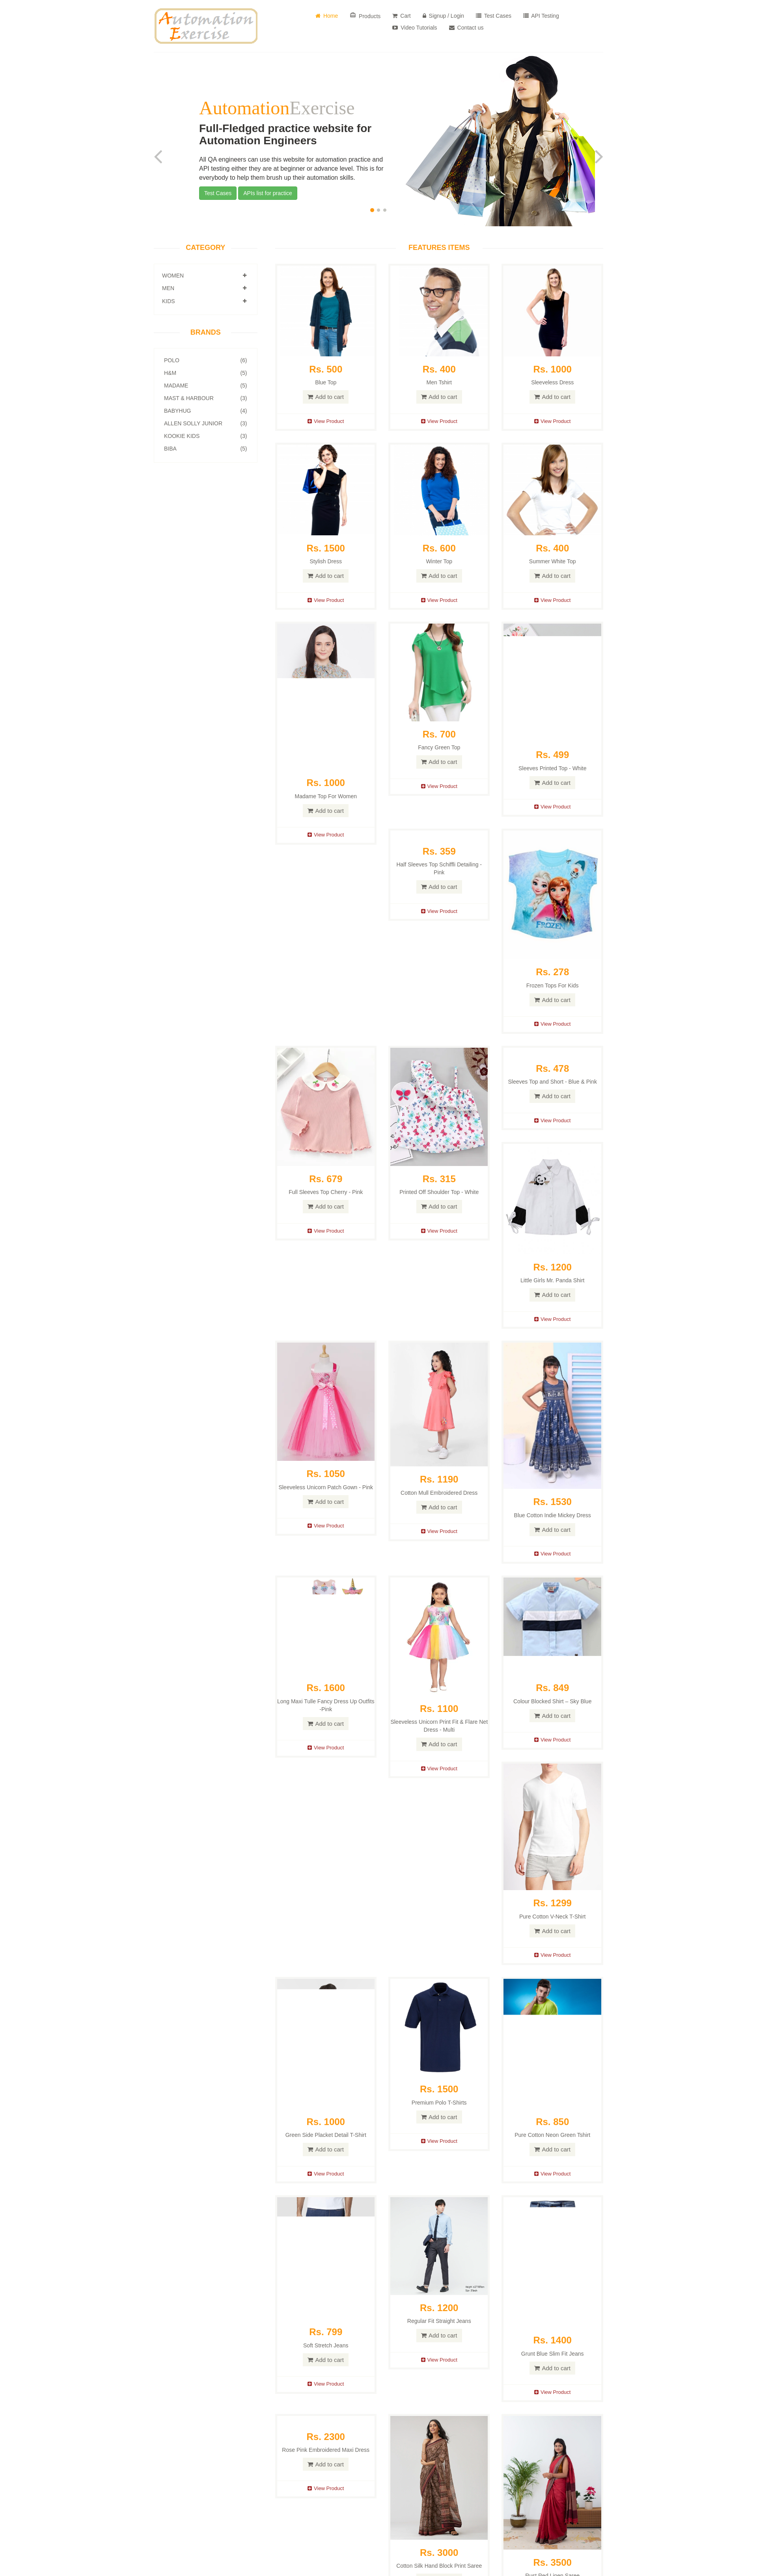 Automation
Exercise
Home
Products
Cart
Signup / Login
Test Cases
API Testing
Video Tutorials
Contact us
AutomationExercise
Full-Fledged practice website for
Automation Engineers
All QA engineers can use this website for automation practice and
API testing either they are at beginner or advance level. This is for
everybody to help them brush up their automation skills.
Test Cases
APIs list for practice
CATEGORY
WOMEN
MEN
KIDS
BRANDS
POLO (6)
H&M (5)
MADAME (5)
MAST & HARBOUR (3)
BABYHUG (4)
ALLEN SOLLY JUNIOR (3)
KOOKIE KIDS (3)
BIBA (5)
FEATURES ITEMS
Rs. 500
Blue Top
Add to cart
View Product
Rs. 400
Men Tshirt
Add to cart
View Product
Rs. 1000
Sleeveless Dress
Add to cart
View Product
Rs. 1500
Stylish Dress
Add to cart
View Product
Rs. 600
Winter Top
Add to cart
View Product
Rs. 400
Summer White Top
Add to cart
View Product
Rs. 1000
Madame Top For Women
Add to cart
View Product
Rs. 700
Fancy Green Top
Add to cart
View Product
Rs. 499
Sleeves Printed Top - White
Add to cart
View Product
Rs. 359
Half Sleeves Top Schiffli Detailing -
Pink
Add to cart
View Product
FROZEN
Rs. 278
Frozen Tops For Kids
Add to cart
View Product
Rs. 679
Full Sleeves Top Cherry - Pink
Add to cart
View Product
Rs. 315
Printed Off Shoulder Top - White
Add to cart
View Product
Rs. 478
Sleeves Top and Short - Blue & Pink
Add to cart
View Product
Rs. 1200
Little Girls Mr. Panda Shirt
Add to cart
View Product
Rs. 1050
Sleeveless Unicorn Patch Gown - Pink
Add to cart
View Product
Rs. 1190
Cotton Mull Embroidered Dress
Add to cart
View Product
Rs. 1530
Blue Cotton Indie Mickey Dress
Add to cart
View Product
Rs. 1600
Long Maxi Tulle Fancy Dress Up Outfits
-Pink
Add to cart
View Product
Rs. 1100
Sleeveless Unicorn Print Fit & Flare Net
Dress - Multi
Add to cart
View Product
Rs. 849
Colour Blocked Shirt – Sky Blue
Add to cart
View Product
Rs. 1299
Pure Cotton V-Neck T-Shirt
Add to cart
View Product
Rs. 1000
Green Side Placket Detail T-Shirt
Add to cart
View Product
Rs. 1500
Premium Polo T-Shirts
Add to cart
View Product
Rs. 850
Pure Cotton Neon Green Tshirt
Add to cart
View Product
Rs. 799
Soft Stretch Jeans
Add to cart
View Product
Rs. 1200
Regular Fit Straight Jeans
Add to cart
View Product
Rs. 1400
Grunt Blue Slim Fit Jeans
Add to cart
View Product
Rs. 2300
Rose Pink Embroidered Maxi Dress
Add to cart
View Product
Rs. 3000
Cotton Silk Hand Block Print Saree
Rs. 3500